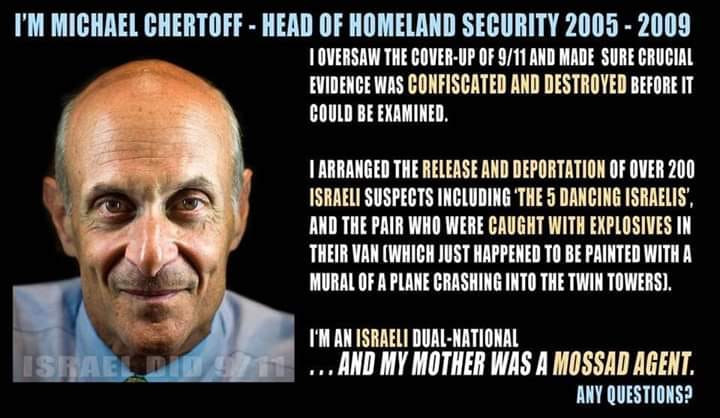 I'M MICHAEL CHERTOFF - HEAD OF HOMELAND SECURITY 2005 - 2009
I OVERSAW THE COVER-UP OF 9/11 AND MADE SURE CRUCIAL
EVIDENCE WAS CONFISCATED AND DESTROYED BEFORE IT
COULD BE EXAMINED.
I ARRANGED THE RELEASE AND DEPORTATION OF OVER 200
ISRAELI SUSPECTS INCLUDING 'THE 5 DANCING ISRAELIS',
AND THE PAIR WHO WERE CAUGHT WITH EXPLOSIVES IN
THEIR VAN (WHICH JUST HAPPENED TO BE PAINTED WITH A
MURAL OF A PLANE CRASHING INTO THE TWIN TOWERS).
I'M AN ISRAELI DUAL-NATIONAL
. . . AND MY MOTHER WAS A MOSSAD AGENT.
ANY QUESTIONS?
ISRAEL DID 9/11